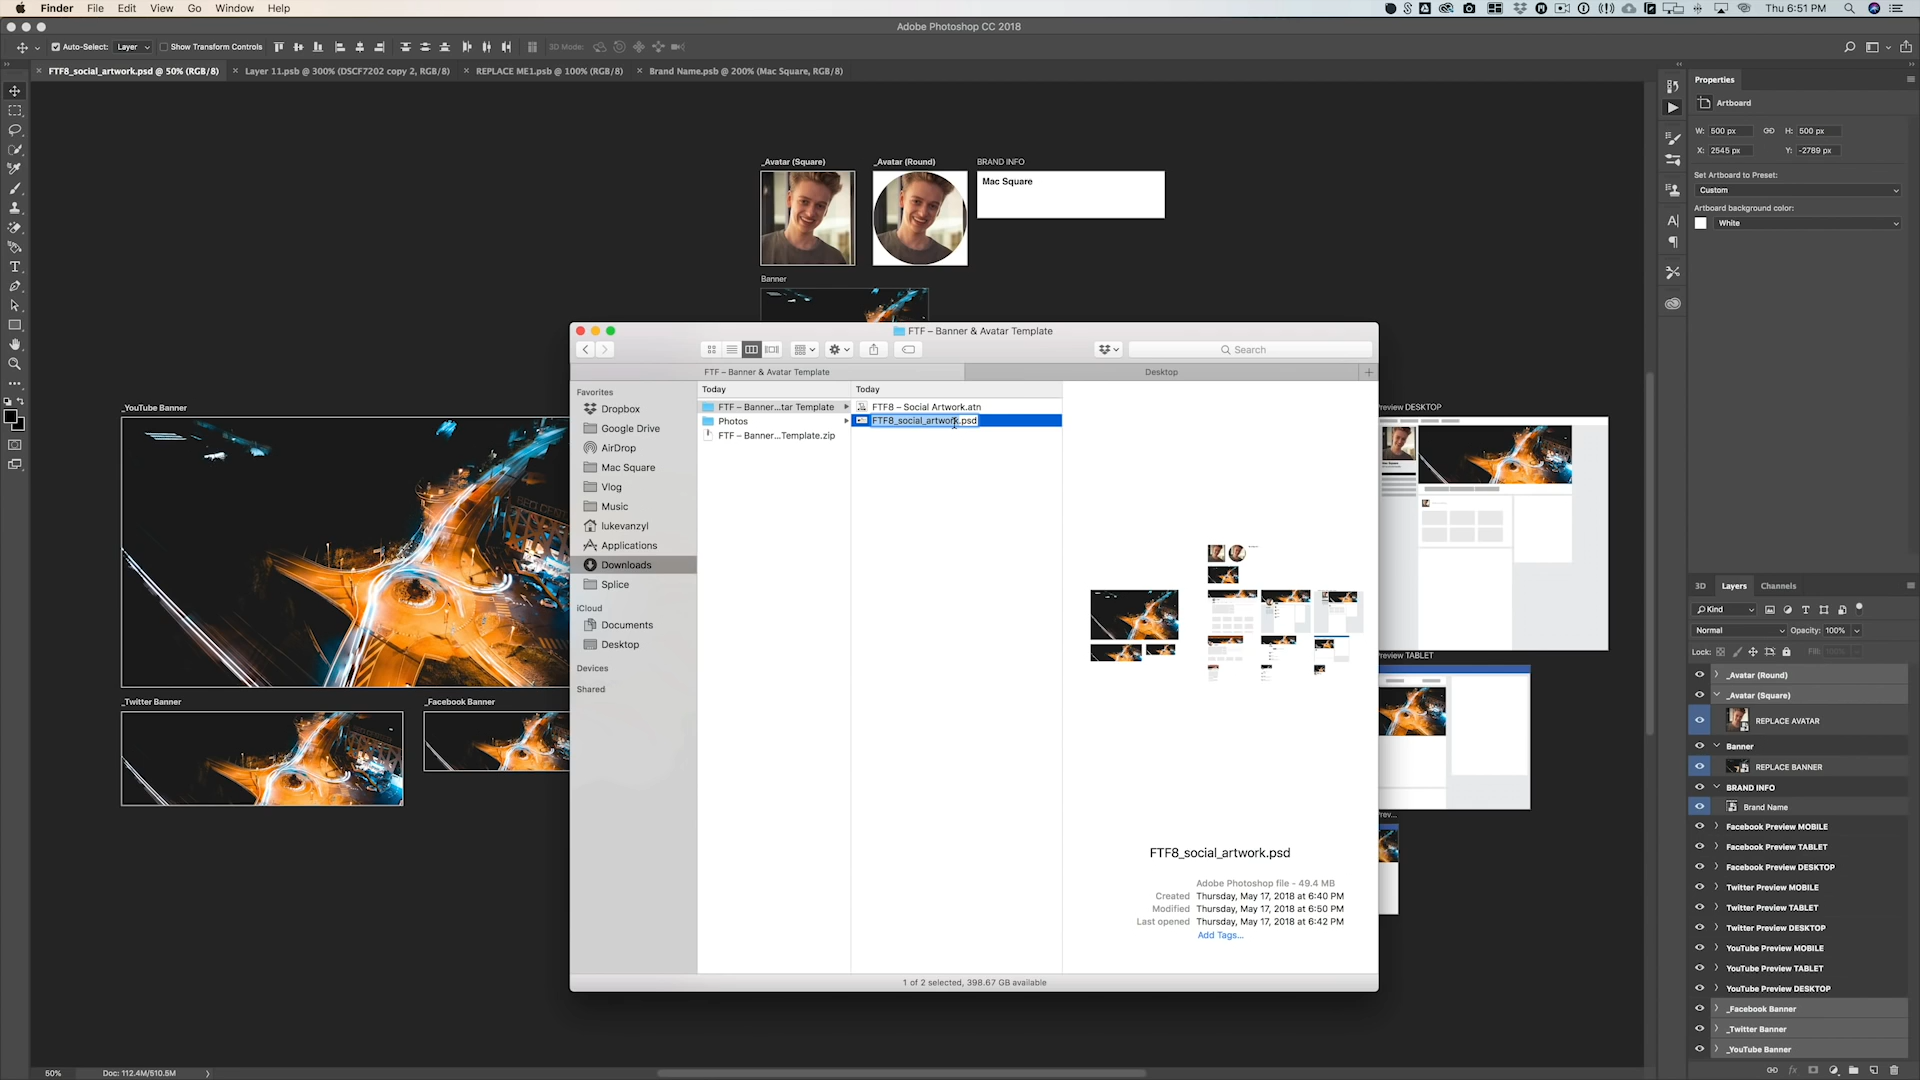 Finder File Edit View Go Window Help
Thu 6:51 PM
Adobe Photoshop CC 2018
Auto-Select: Layer Show Transform Controls 3D Mode:
FTF8_social_artwork.psd @ 50% (RGB/8) Layer 11.psb @ 300% (DSCF7202 copy 2, RGB/8) REPLACE ME1.psb @ 100% (RGB/8) Brand Name.psb @ 200% (Mac Square, RGB/8)
_Avatar (Square) _Avatar (Round) BRAND INFO
Mac Square
Banner
_YouTube Banner
_Twitter Banner _Facebook Banner
FTF – Banner & Avatar Template
Search
FTF – Banner & Avatar Template Desktop
Favorites
Dropbox
Google Drive
AirDrop
Mac Square
Vlog
Music
lukevanzyl
Applications
Downloads
Splice
iCloud
Documents
Desktop
Devices
Shared
Today
FTF – Banner...tar Template
Photos
FTF – Banner...Template.zip
Today
FTF8 – Social Artwork.atn
FTF8_social_artwork.psd
FTF8_social_artwork.psd
Adobe Photoshop file - 49.4 MB
Created Thursday, May 17, 2018 at 6:40 PM
Modified Thursday, May 17, 2018 at 6:50 PM
Last opened Thursday, May 17, 2018 at 6:42 PM
Add Tags...
1 of 2 selected, 398.67 GB available
review DESKTOP
review TABLET
Properties
Artboard
W: 500 px H: 500 px
X: 2545 px Y: -2789 px
Set Artboard to Preset:
Custom
Artboard background color:
White
3D Layers Channels
Kind
Normal Opacity: 100%
Lock: Fill: 100%
_Avatar (Round)
_Avatar (Square)
REPLACE AVATAR
Banner
REPLACE BANNER
BRAND INFO
Brand Name
Facebook Preview MOBILE
Facebook Preview TABLET
Facebook Preview DESKTOP
Twitter Preview MOBILE
Twitter Preview TABLET
Twitter Preview DESKTOP
YouTube Preview MOBILE
YouTube Preview TABLET
YouTube Preview DESKTOP
_Facebook Banner
_Twitter Banner
_YouTube Banner
50% Doc: 112.4M/510.5M